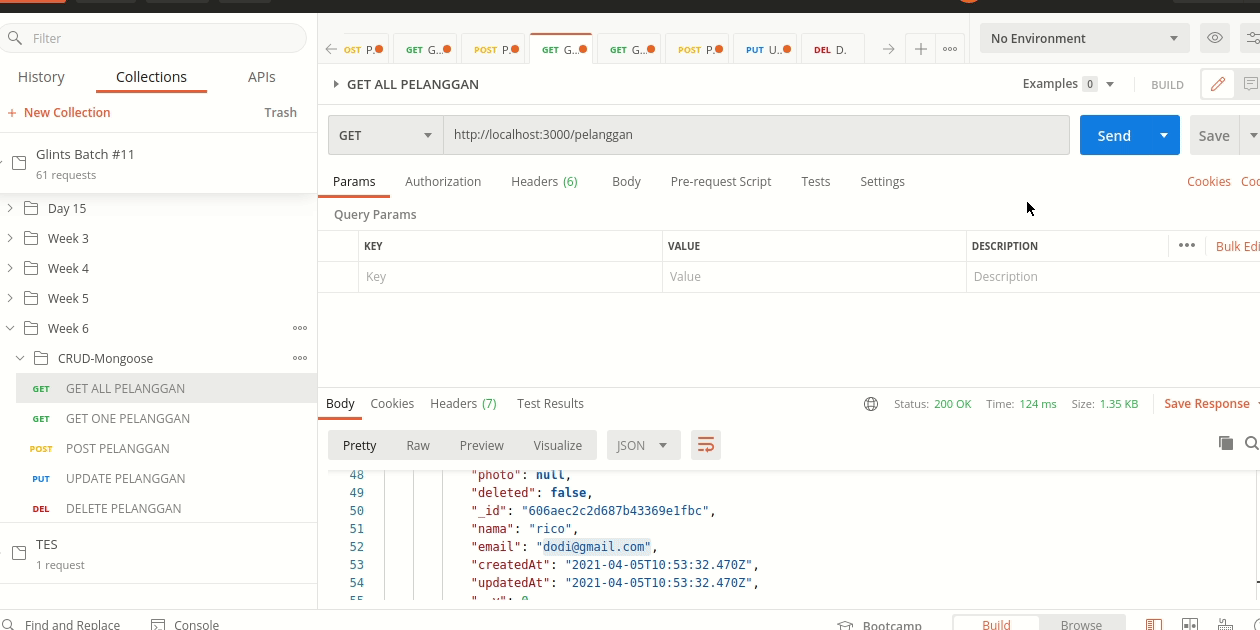 Filter
History Collections APIs
+ New Collection Trash
Glints Batch #11
61 requests
Day 15
Week 3
Week 4
Week 5
Week 6
CRUD-Mongoose
GET GET ALL PELANGGAN
GET GET ONE PELANGGAN
POST POST PELANGGAN
PUT UPDATE PELANGGAN
DEL DELETE PELANGGAN
TES
1 request
OST P. GET G... POST P. GET G... GET G... POST P. PUT U... DEL D.
No Environment
GET ALL PELANGGAN
Examples 0 BUILD
GET http://localhost:3000/pelanggan Send Save
Params Authorization Headers (6) Body Pre-request Script Tests Settings Cookies Coo
Query Params
KEY VALUE DESCRIPTION Bulk Edi
Key Value Description
Body Cookies Headers (7) Test Results Status: 200 OK Time: 124 ms Size: 1.35 KB Save Response
Pretty Raw Preview Visualize JSON
48 "photo": null,
49 "deleted": false,
50 "_id": "606aec2c2d687b43369e1fbc",
51 "nama": "rico",
52 "email": "dodi@gmail.com",
53 "createdAt": "2021-04-05T10:53:32.470Z",
54 "updatedAt": "2021-04-05T10:53:32.470Z",
Find and Replace Console Bootcamp Build Browse